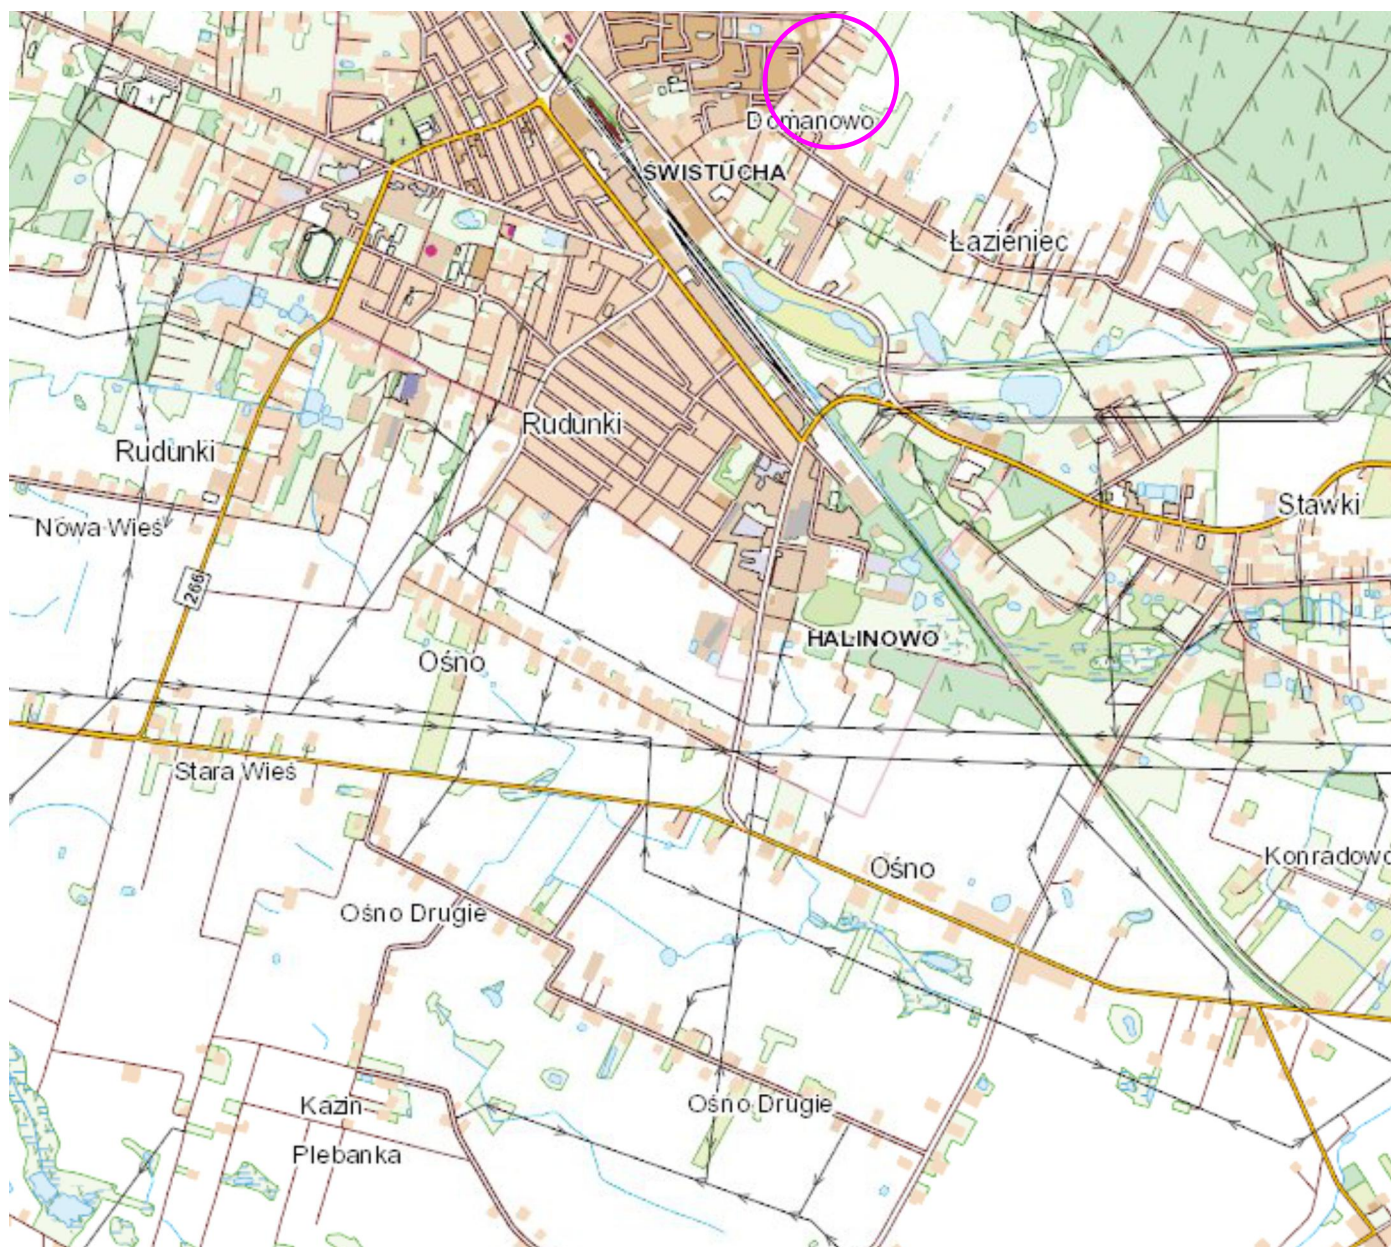 Domanowo
ŚWISTUCHA
Łazieniec
Rudunki
Rudunki
Stawki
Nowa Wieś
266
HALINOWO
Ośno
Stara Wieś
Konradowo
Ośno
Ośno Drugie
Kazin
Ośno Drugie
Plebanka